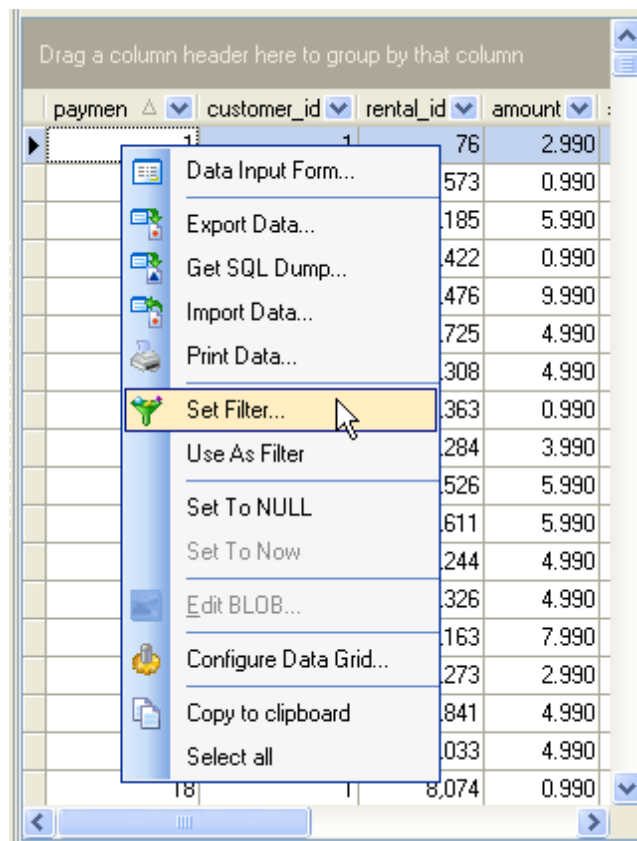 Drag a column header here to group by that column
paymen customer_id rental_id amount
1 1 76 2.990
Data Input Form...
573 0.990
Export Data...
185 5.990
Get SQL Dump...
422 0.990
Import Data...
476 9.990
Print Data...
725 4.990
308 4.990
Set Filter...
363 0.990
Use As Filter
284 3.990
Set To NULL
526 5.990
611 5.990
Set To Now
244 4.990
Edit BLOB...
326 4.990
Configure Data Grid...
163 7.990
273 2.990
Copy to clipboard
841 4.990
Select all
033 4.990
18 1 8,074 0.990